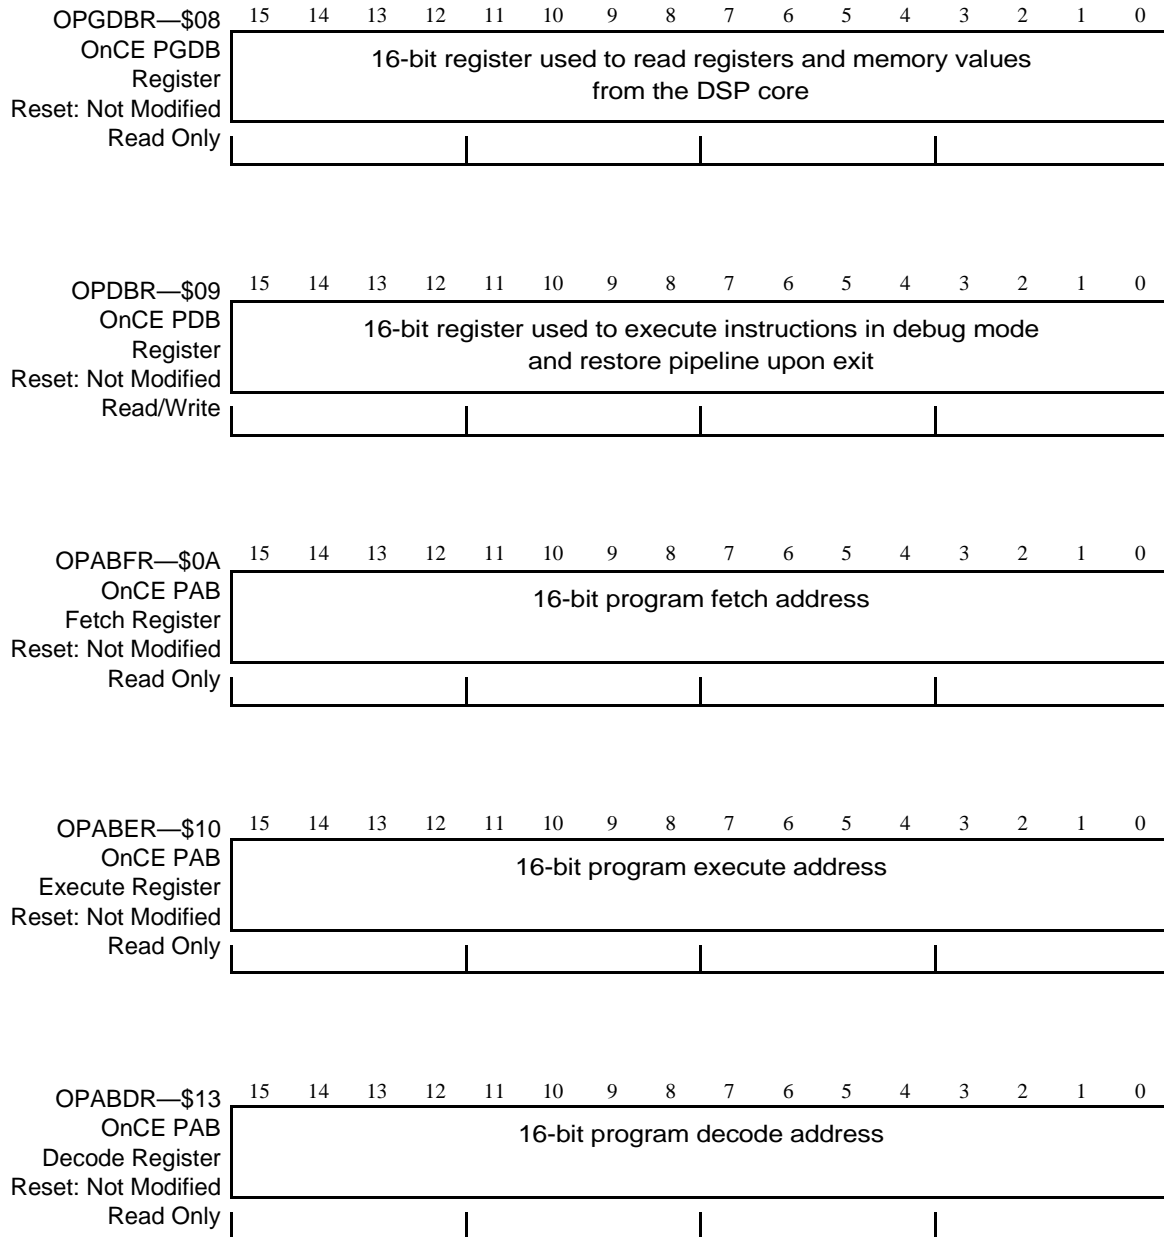 OPGDBR—$08 15 14 13 12 11 10 9 8 7 6 5 4 3 2 1 0
OnCE PGDB
Register
Reset: Not Modified
Read Only
16-bit register used to read registers and memory values
from the DSP core
OPDBR—$09 15 14 13 12 11 10 9 8 7 6 5 4 3 2 1 0
OnCE PDB
Register
Reset: Not Modified
Read/Write
16-bit register used to execute instructions in debug mode
and restore pipeline upon exit
OPABFR—$0A 15 14 13 12 11 10 9 8 7 6 5 4 3 2 1 0
OnCE PAB
Fetch Register
Reset: Not Modified
Read Only
16-bit program fetch address
OPABER—$10 15 14 13 12 11 10 9 8 7 6 5 4 3 2 1 0
OnCE PAB
Execute Register
Reset: Not Modified
Read Only
16-bit program execute address
OPABDR—$13 15 14 13 12 11 10 9 8 7 6 5 4 3 2 1 0
OnCE PAB
Decode Register
Reset: Not Modified
Read Only
16-bit program decode address